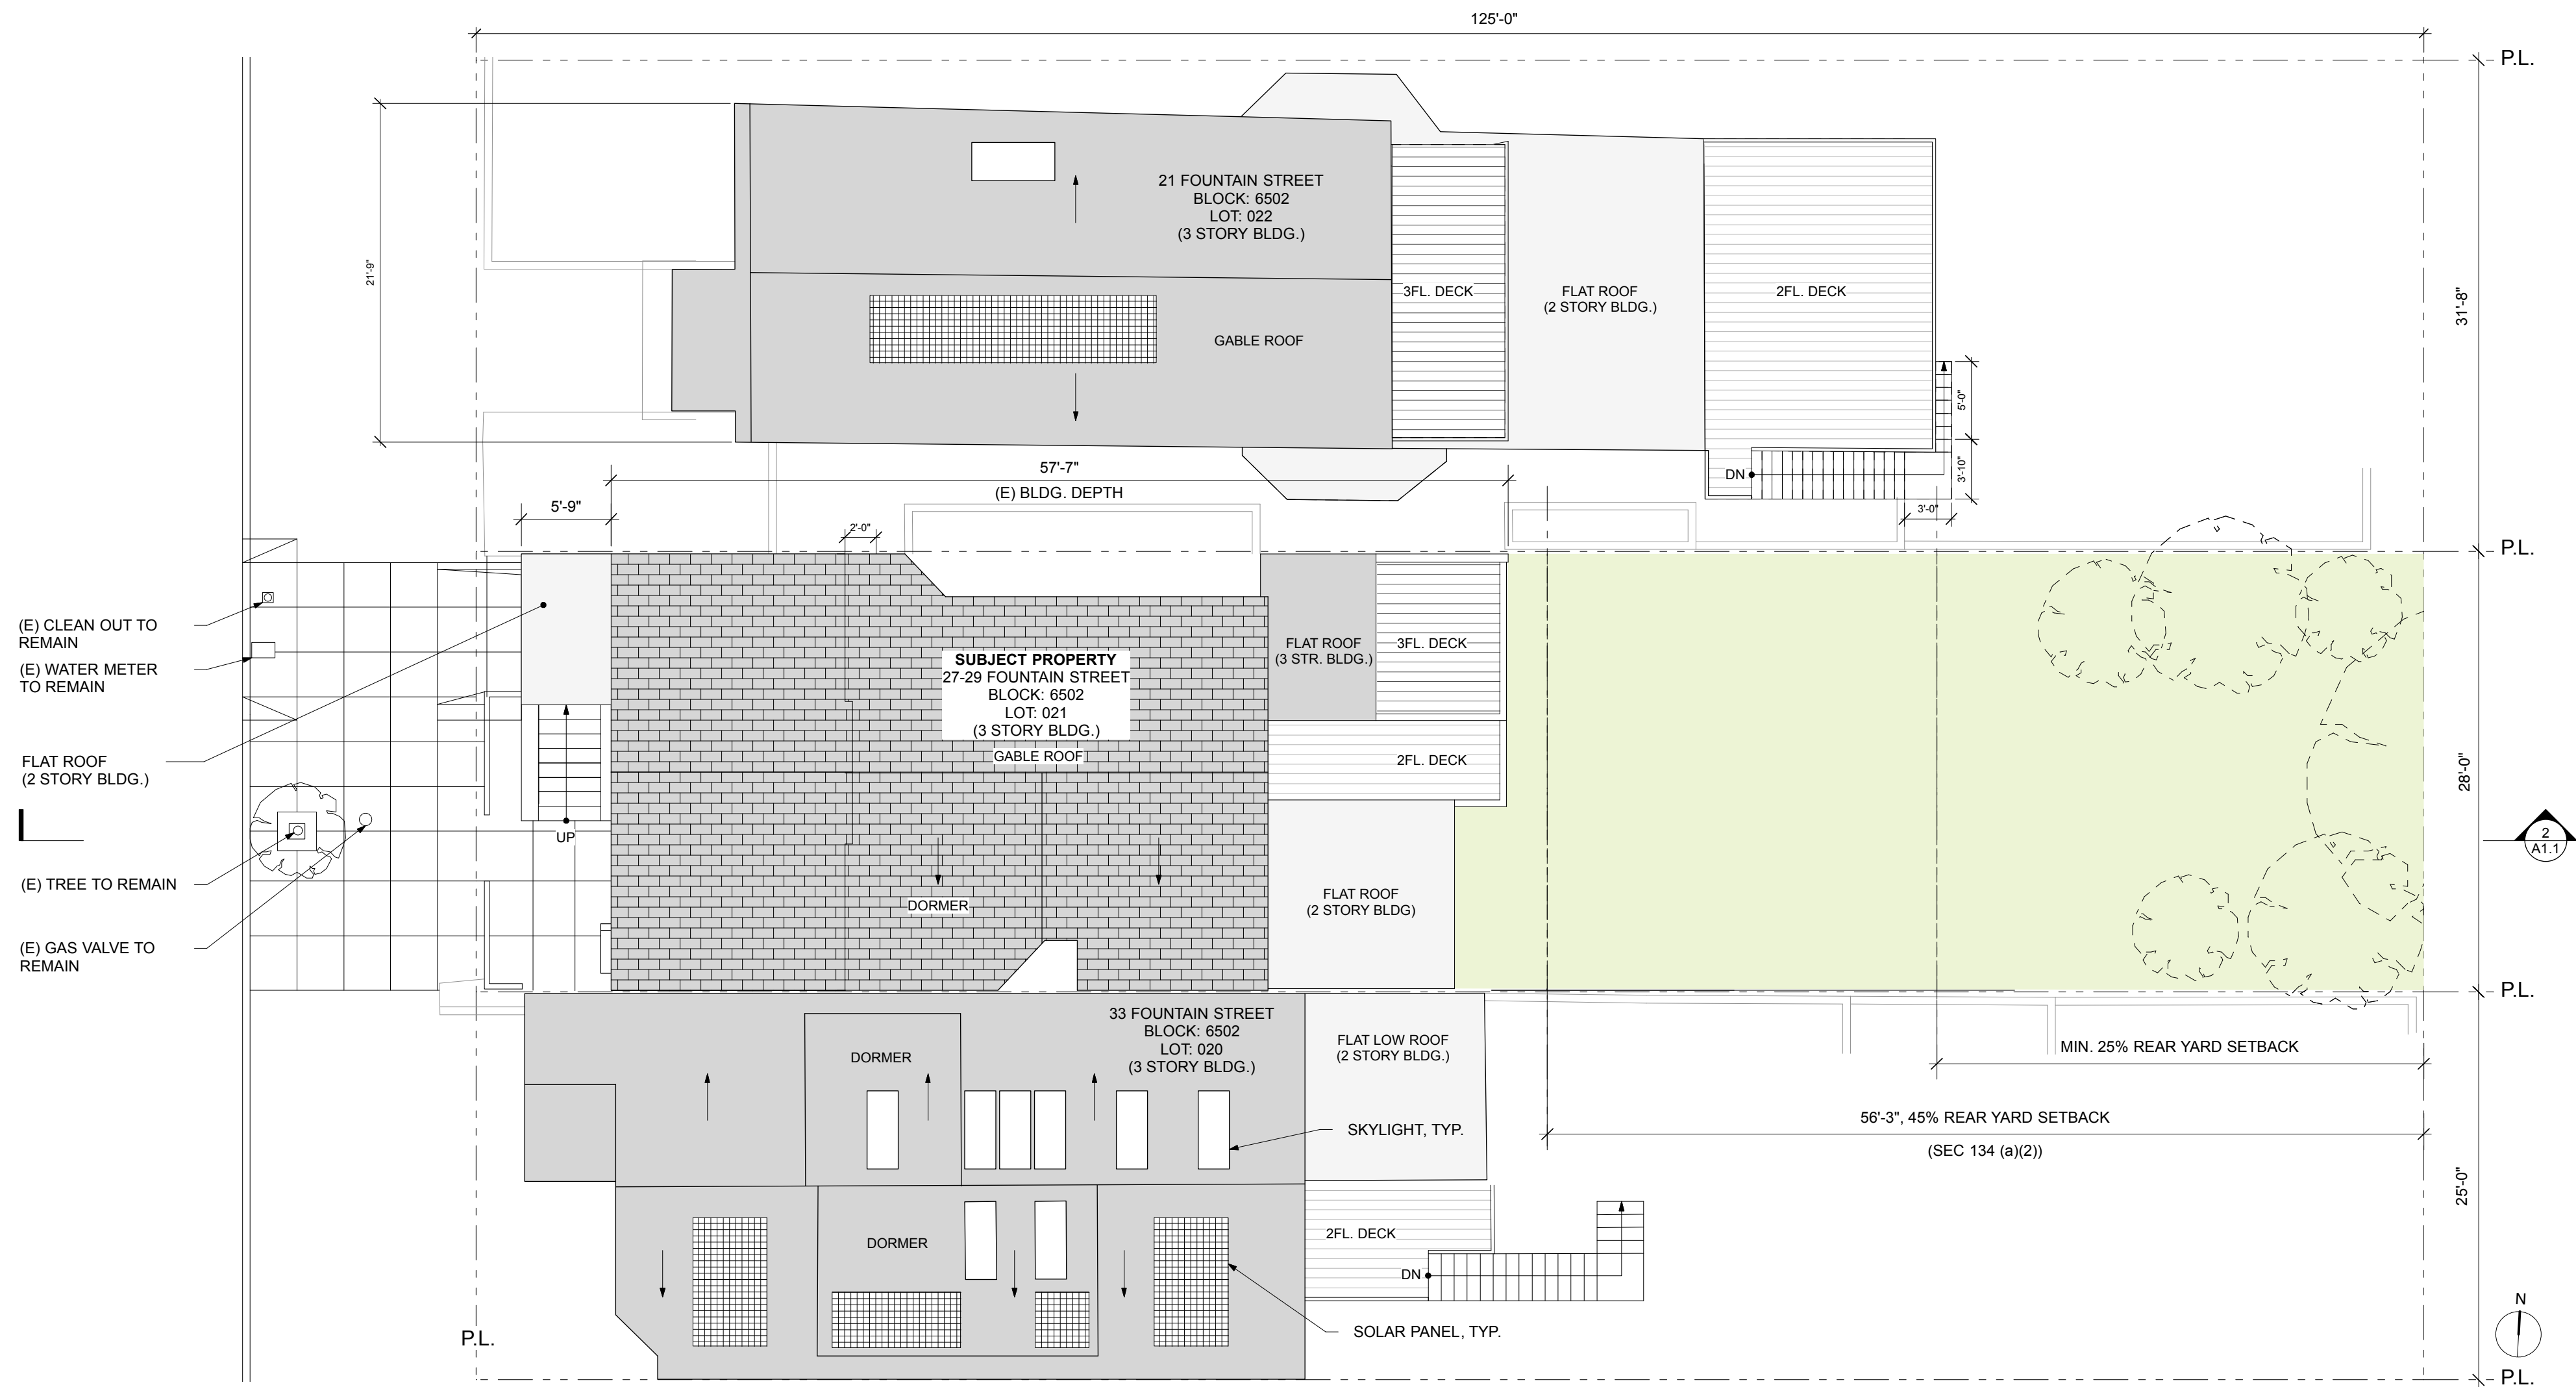 125'-0"
P.L.
21 FOUNTAIN STREET
BLOCK: 6502
LOT: 022
(3 STORY BLDG.)
21'-9"
3FL. DECK
FLAT ROOF
(2 STORY BLDG.)
2FL. DECK
31'-8"
GABLE ROOF
5'-0"
57'-7"
(E) BLDG. DEPTH
DN
3'-10"
5'-9"
2'-0"
3'-0"
P.L.
(E) CLEAN OUT TO
REMAIN
(E) WATER METER
TO REMAIN
FLAT ROOF
(2 STORY BLDG.)
(E) TREE TO REMAIN
(E) GAS VALVE TO
REMAIN
UP
SUBJECT PROPERTY
27-29 FOUNTAIN STREET
BLOCK: 6502
LOT: 021
(3 STORY BLDG.)
GABLE ROOF
DORMER
FLAT ROOF
(3 STR. BLDG.)
3FL. DECK
2FL. DECK
FLAT ROOF
(2 STORY BLDG)
28'-0"
2
A1.1
P.L.
33 FOUNTAIN STREET
BLOCK: 6502
LOT: 020
(3 STORY BLDG.)
DORMER
FLAT LOW ROOF
(2 STORY BLDG.)
MIN. 25% REAR YARD SETBACK
56'-3", 45% REAR YARD SETBACK
(SEC 134 (a)(2))
SKYLIGHT, TYP.
25'-0"
DORMER
2FL. DECK
DN
SOLAR PANEL, TYP.
P.L.
N
P.L.